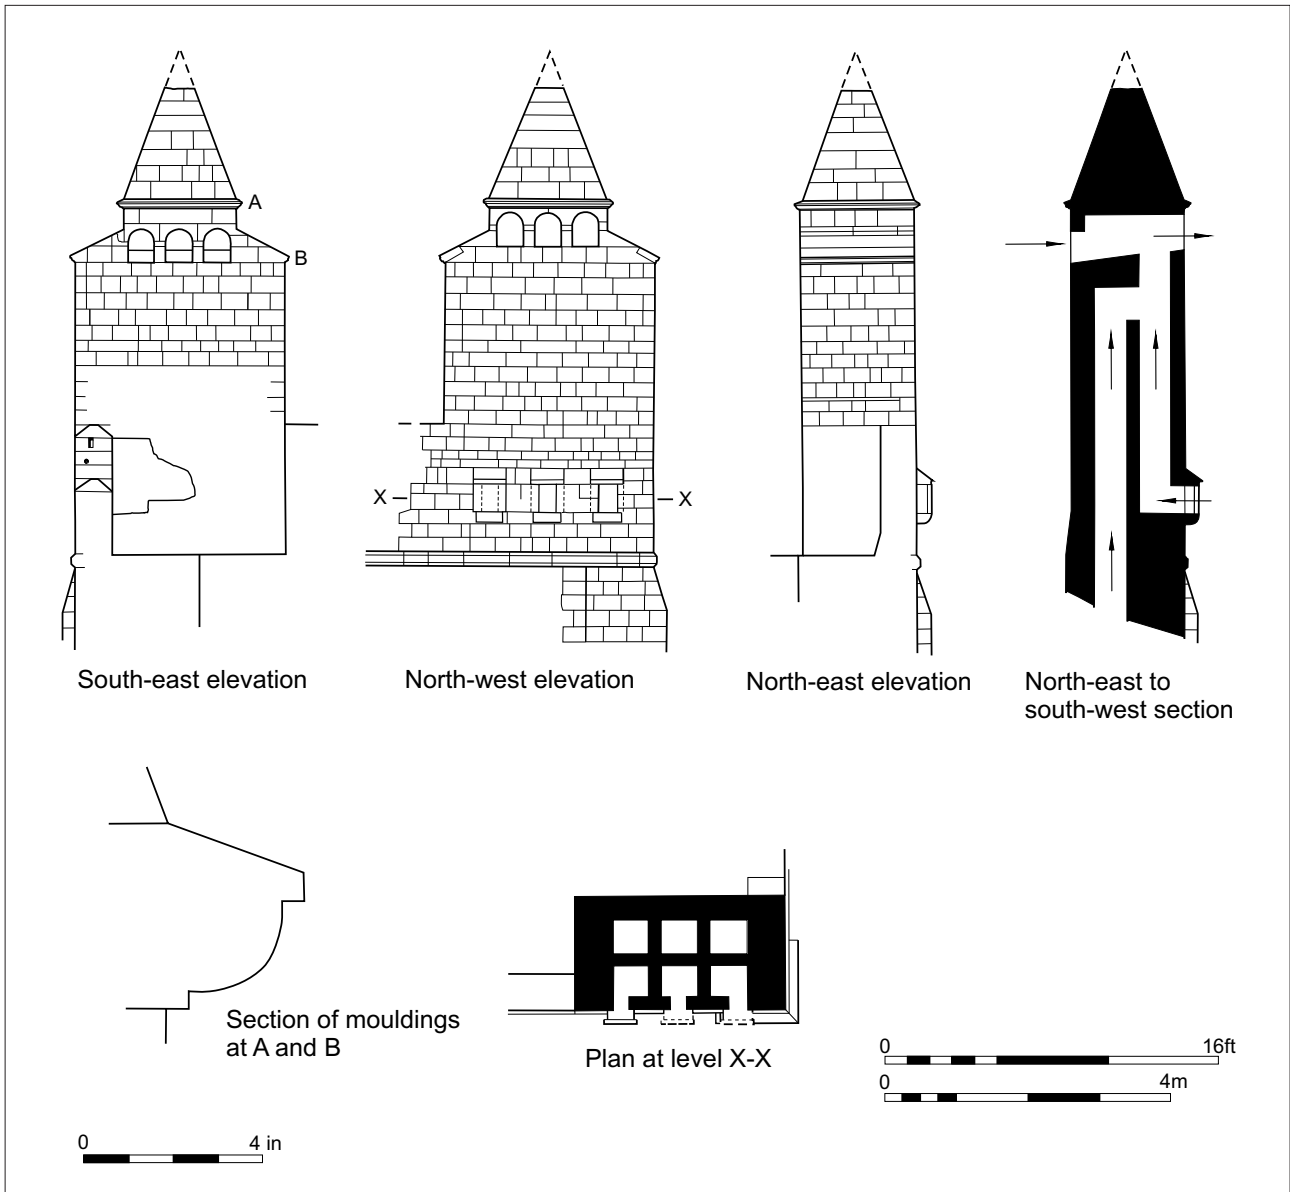 A
B
X
X
South-east elevation
North-west elevation
North-east elevation
North-east to
south-west section
Section of mouldings
at A and B
Plan at level X-X
0
16ft
0
4m
0
4 in